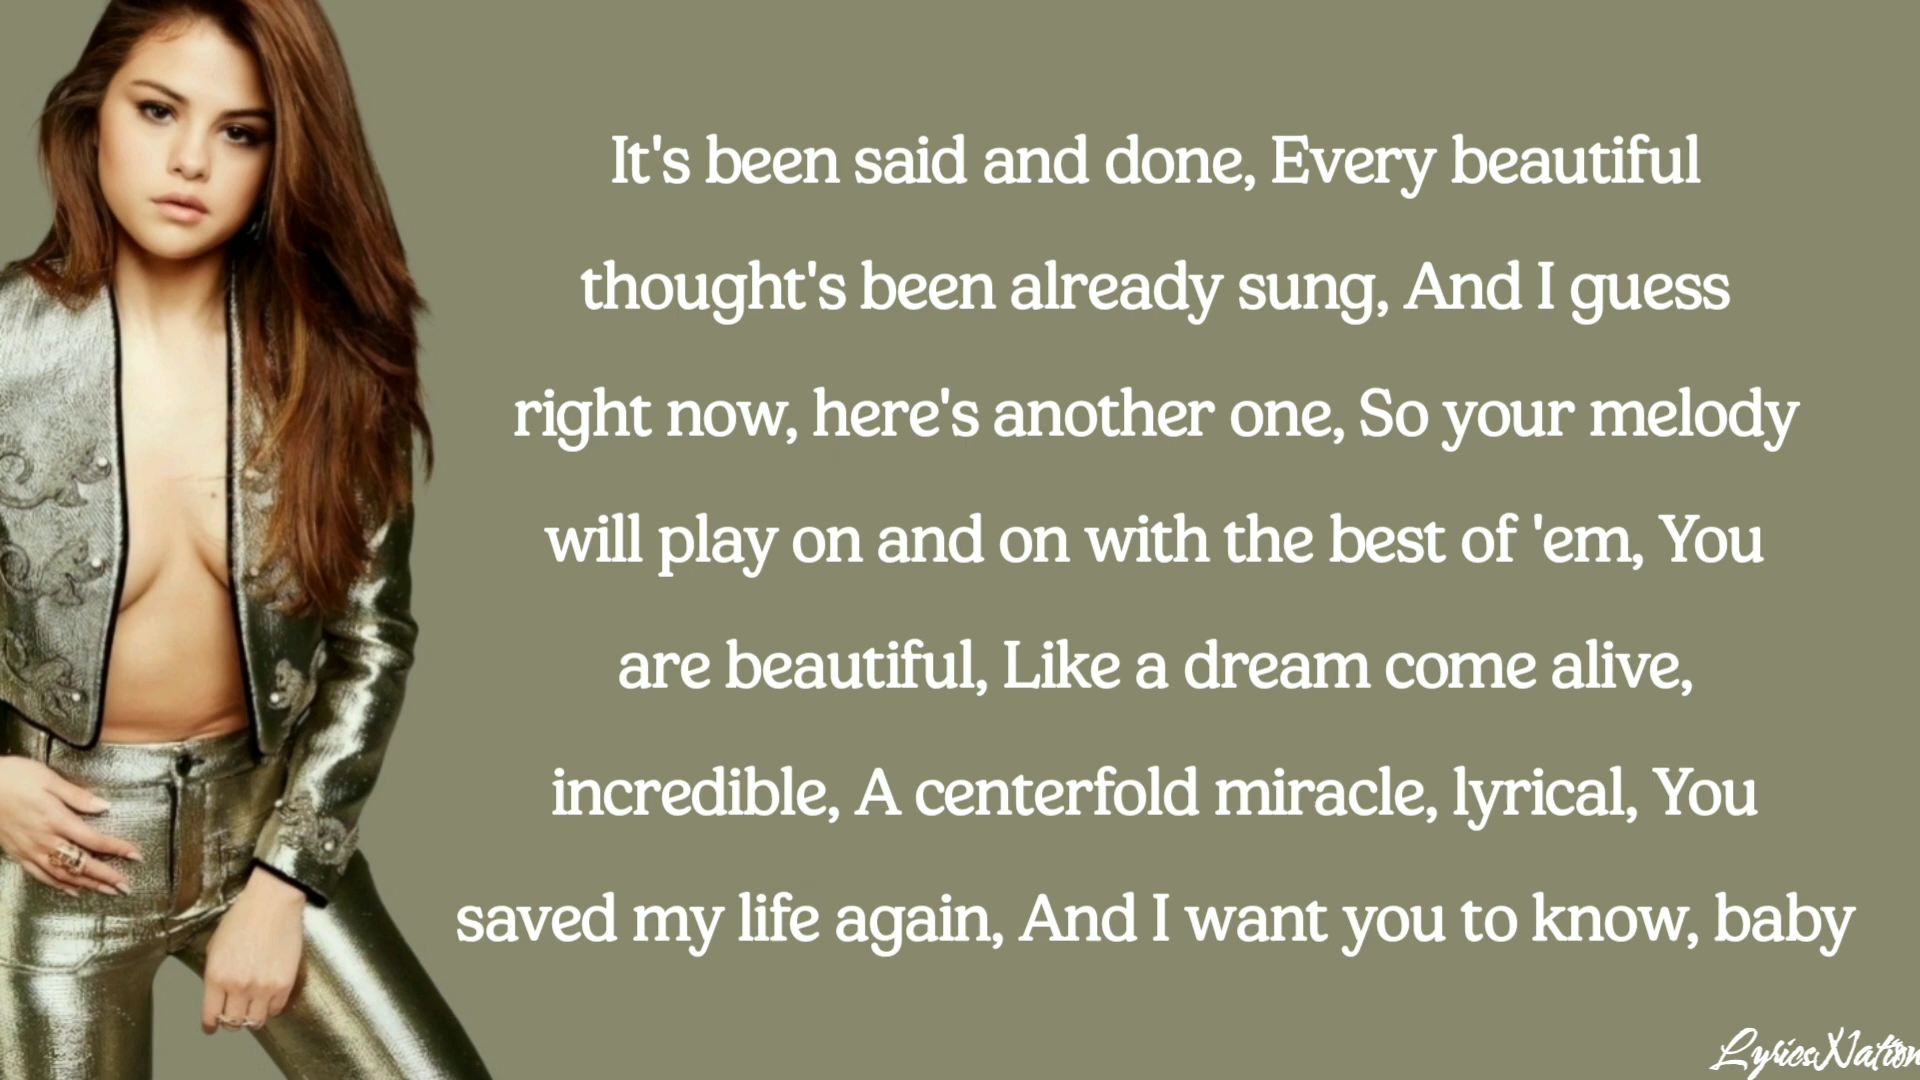 It's been said and done, Every beautiful
thought's been already sung, And I guess
right now, here's another one, So your melody
will play on and on with the best of 'em, You
are beautiful, Like a dream come alive,
incredible, A centerfold miracle, lyrical, You
saved my life again, And I want you to know, baby
LyricsNation